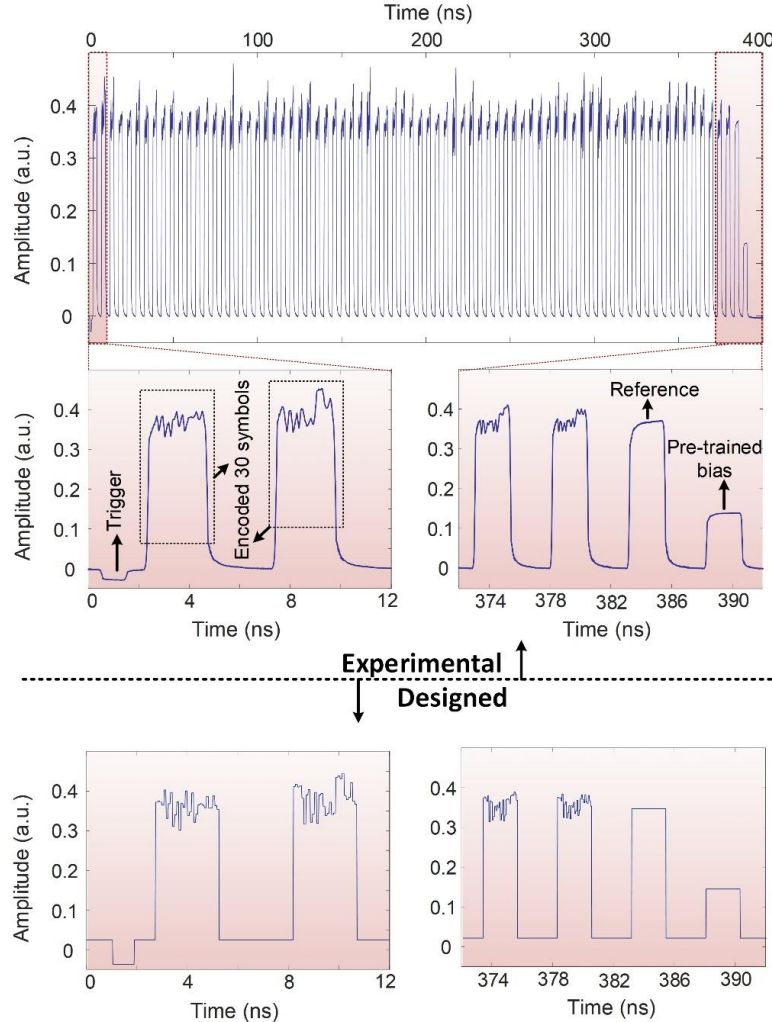 Time (ns)
0 100 200 300 400
Amplitude (a.u.)
0.4
0.3
0.2
0.1
0
Amplitude (a.u.)
0.4
0.3
0.2
0.1
0
Trigger
Encoded 30 symbols
0 4 8 12
Time (ns)
Amplitude (a.u.)
0.4
0.3
0.2
0.1
0
Reference
Pre-trained
bias
374 378 382 386 390
Time (ns)
Experimental
Designed
Amplitude (a.u.)
0.4
0.3
0.2
0.1
0
0 4 8 12
Time (ns)
Amplitude (a.u.)
0.4
0.3
0.2
0.1
0
374 378 382 386 390
Time (ns)